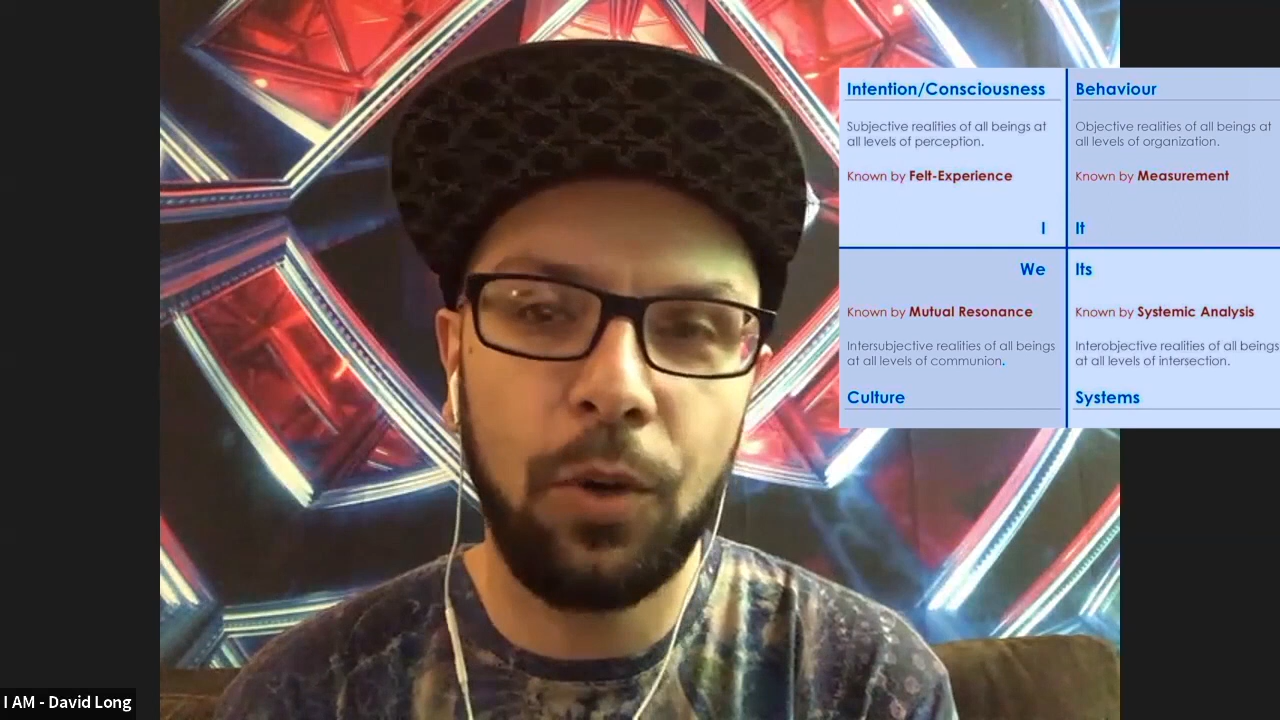 Intention/Consciousness
Subjective realities of all beings at
all levels of perception.
Known by Felt-Experience
I
Behaviour
Objective realities of all beings at
all levels of organization.
Known by Measurement
It
We
Known by Mutual Resonance
Intersubjective realities of all beings
at all levels of communion.
Culture
Its
Known by Systemic Analysis
Interobjective realities of all beings
at all levels of intersection.
Systems
I AM - David Long